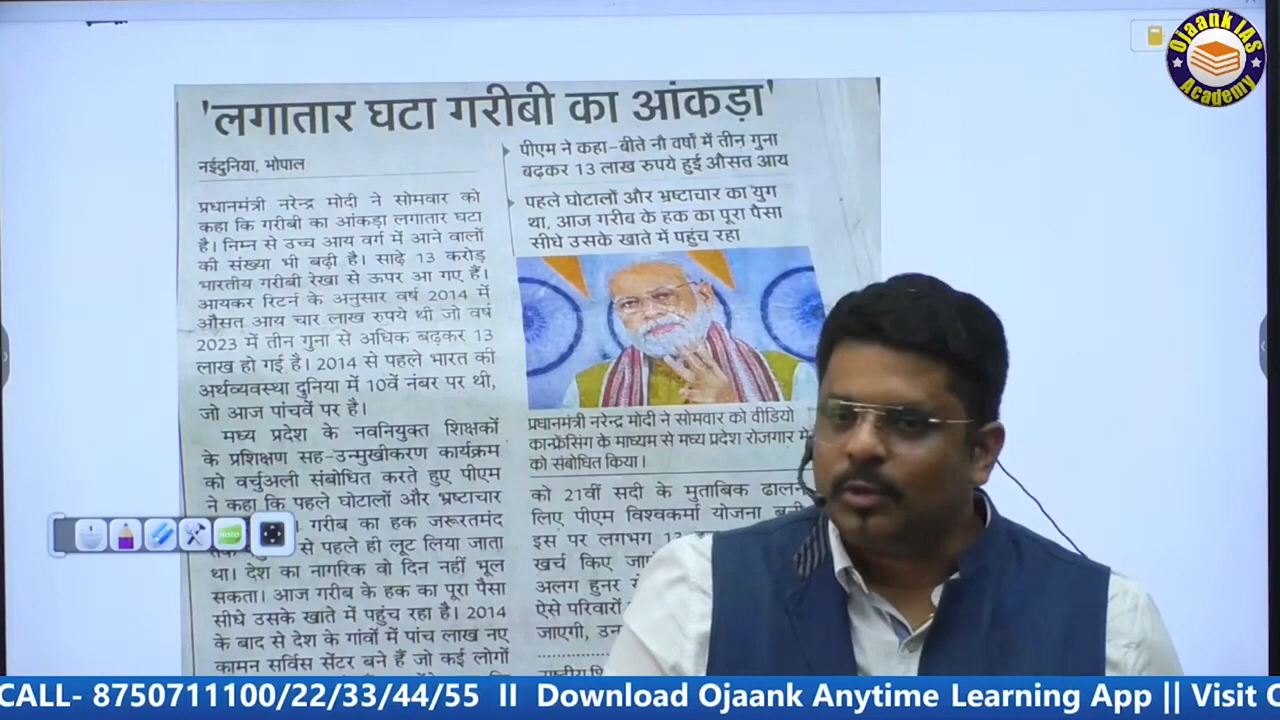 Ojaank IAS
Academy
'लगातार घटा गरीबी का आंकड़ा'
नईदुनिया, भोपाल
प्रधानमंत्री नरेन्द्र मोदी ने सोमवार को
कहा कि गरीबी का आंकड़ा लगातार घटा
है। निम्न से उच्च आय वर्ग में आने वालों
की संख्या भी बढ़ी है। साढ़े 13 करोड़
भारतीय गरीबी रेखा से ऊपर आ गए हैं।
आयकर रिटर्न के अनुसार वर्ष 2014 में
औसत आय चार लाख रुपये थी जो वर्ष
2023 में तीन गुना से अधिक बढ़कर 13
लाख हो गई है। 2014 से पहले भारत की
अर्थव्यवस्था दुनिया में 10वें नंबर पर थी,
जो आज पांचवें पर है।
मध्य प्रदेश के नवनियुक्त शिक्षकों
के प्रशिक्षण सह-उन्मुखीकरण कार्यक्रम
को वर्चुअली संबोधित करते हुए पीएम
ने कहा कि पहले घोटालों और भ्रष्टाचार
गरीब का हक जरूरतमंद
से पहले ही लूट लिया जाता
था। देश का नागरिक वो दिन नहीं भूल
सकता। आज गरीब के हक का पूरा पैसा
सीधे उसके खाते में पहुंच रहा है। 2014
के बाद से देश के गांवों में पांच लाख नए
कामन सर्विस सेंटर बने हैं जो कई लोगों
पीएम ने कहा-बीते नौ वर्षों में तीन गुना
बढ़कर 13 लाख रुपये हुई औसत आय
पहले घोटालों और भ्रष्टाचार का युग
था, आज गरीब के हक का पूरा पैसा
सीधे उसके खाते में पहुंच रहा
प्रधानमंत्री नरेन्द्र मोदी ने सोमवार को वीडियो
कान्फ्रेंसिंग के माध्यम से मध्य प्रदेश रोजगार मे
को संबोधित किया।
को 21वीं सदी के मुताबिक ढालन
लिए पीएम विश्वकर्मा योजना बनी
इस पर लगभग 13
खर्च किए जा
अलग हुनर
ऐसे परिवारों
जाएगी, उन
Note
CALL- 8750711100/22/33/44/55 II Download Ojaank Anytime Learning App || Visit